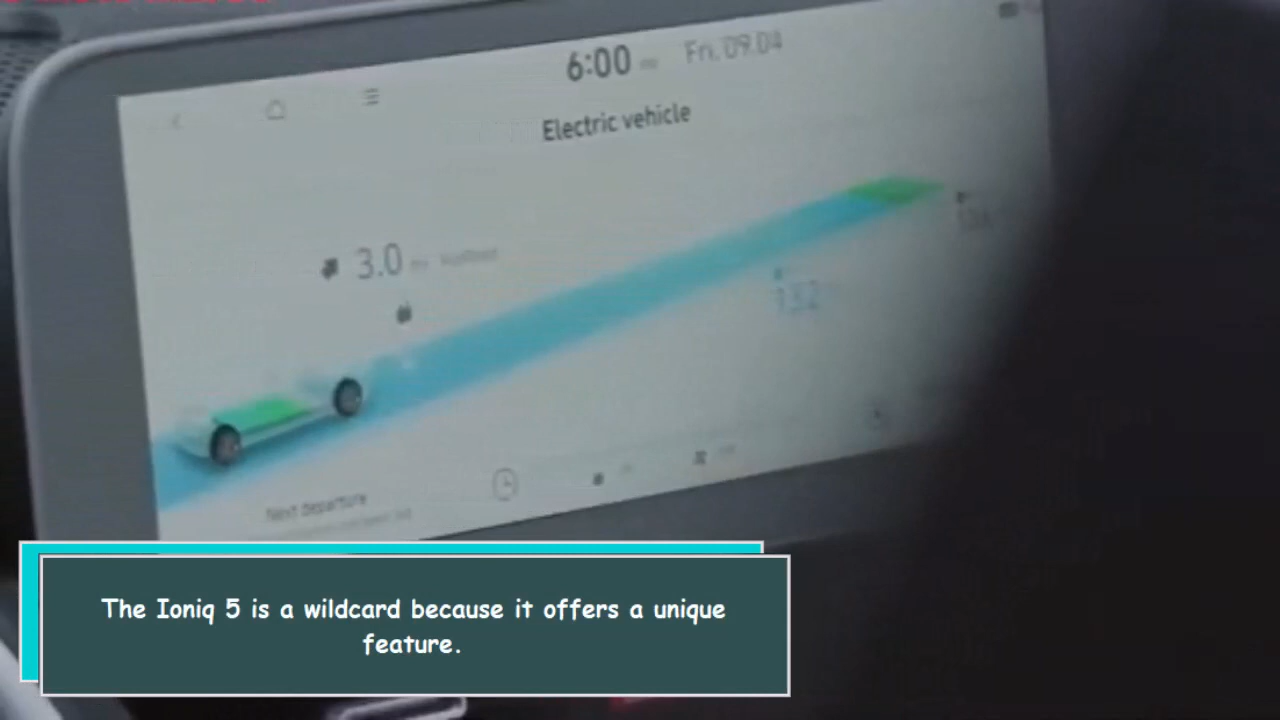 6:00
Fri. 09.04
Electric vehicle
3.0
132
Next departure
The Ioniq 5 is a wildcard because it offers a unique
feature.